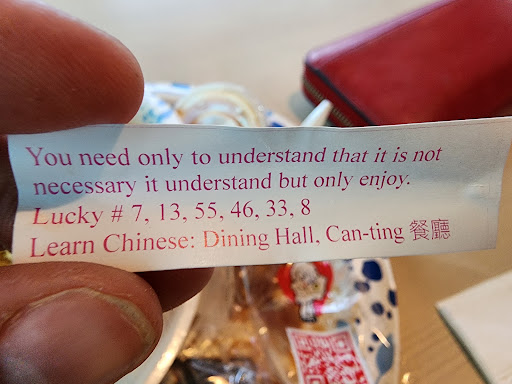 You need only to understand that it is not
necessary it understand but only enjoy.
Lucky # 7, 13, 55, 46, 33, 8
Learn Chinese: Dining Hall, Can-ting 餐廳